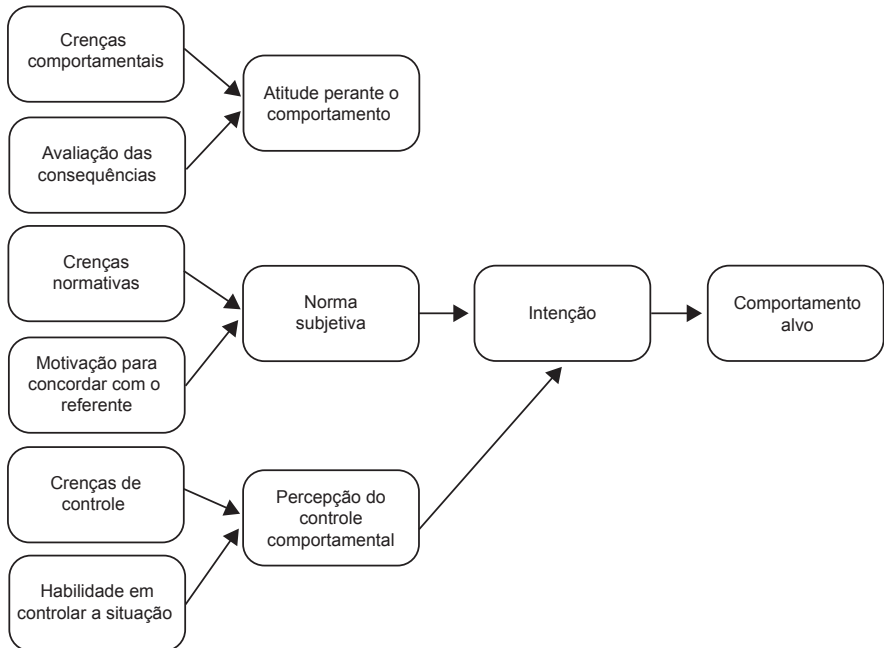 Crenças
comportamentais
Avaliação das
consequências
Atitude perante o
comportamento
Crenças
normativas
Motivação para
concordar com o
referente
Norma
subjetiva
Intenção
Comportamento
alvo
Crenças de
controle
Habilidade em
controlar a situação
Percepção do
controle
comportamental